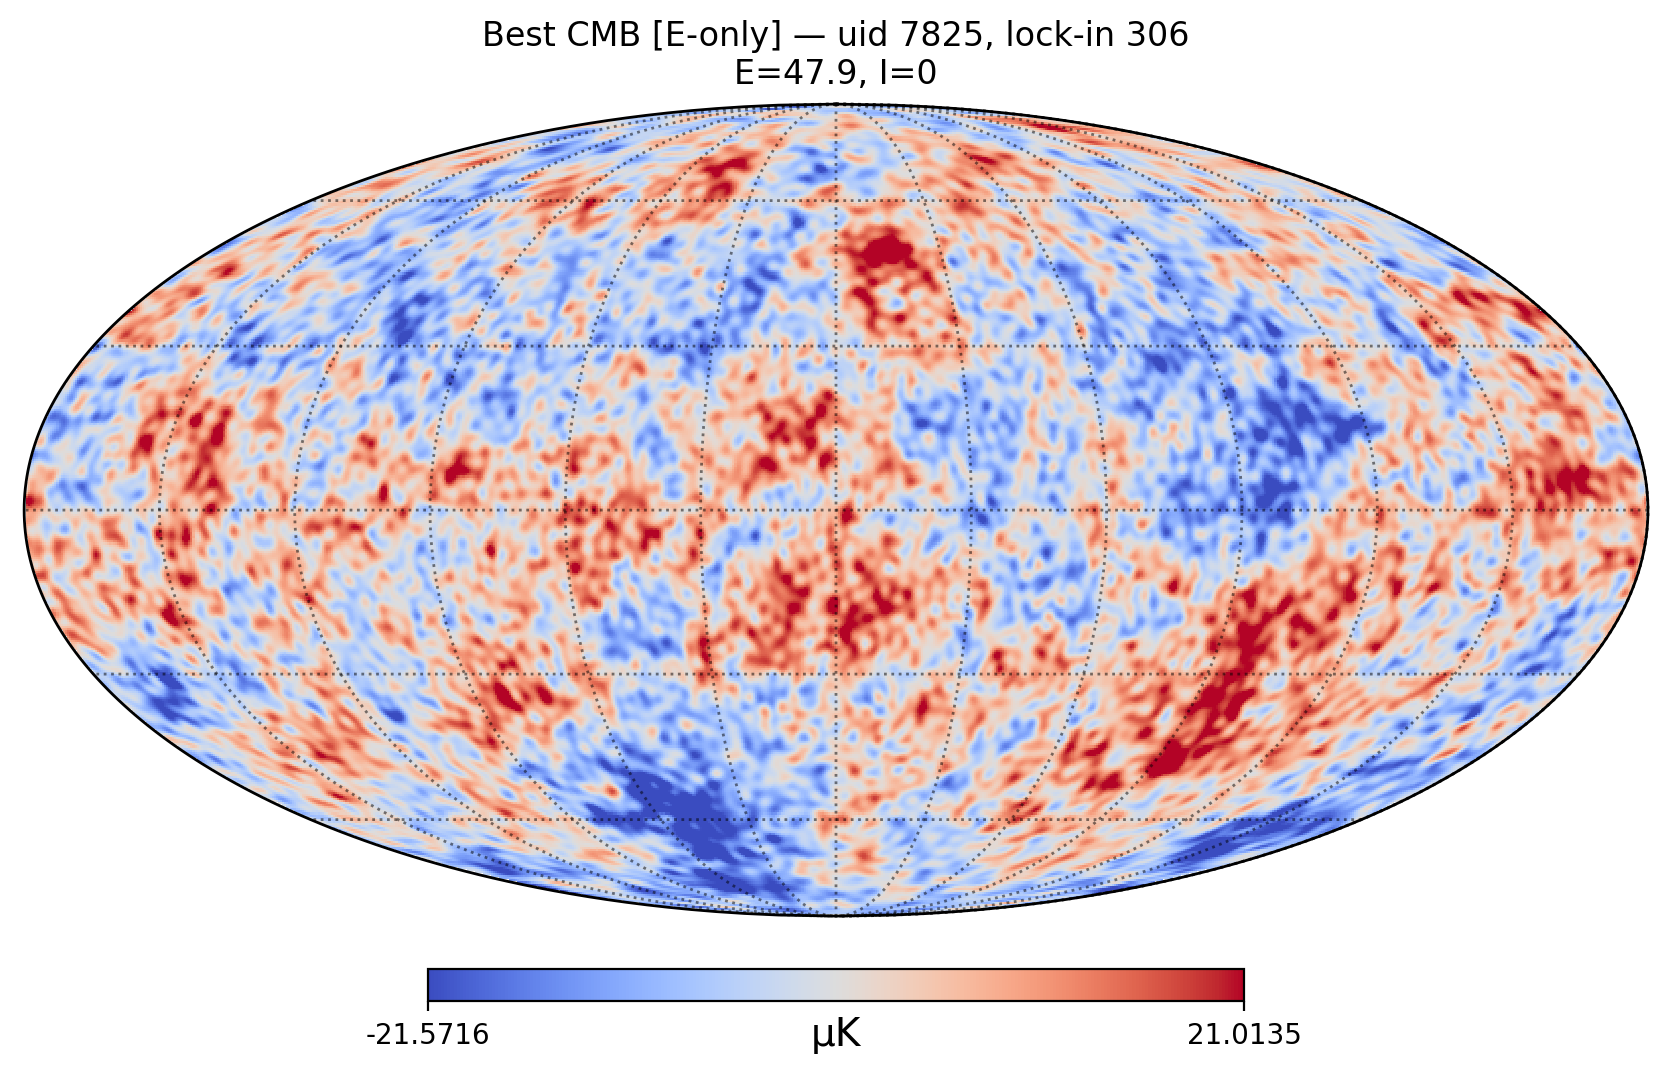 Best CMB [E-only] — uid 7825, lock-in 306
E=47.9, I=0
-21.5716
μK
21.0135